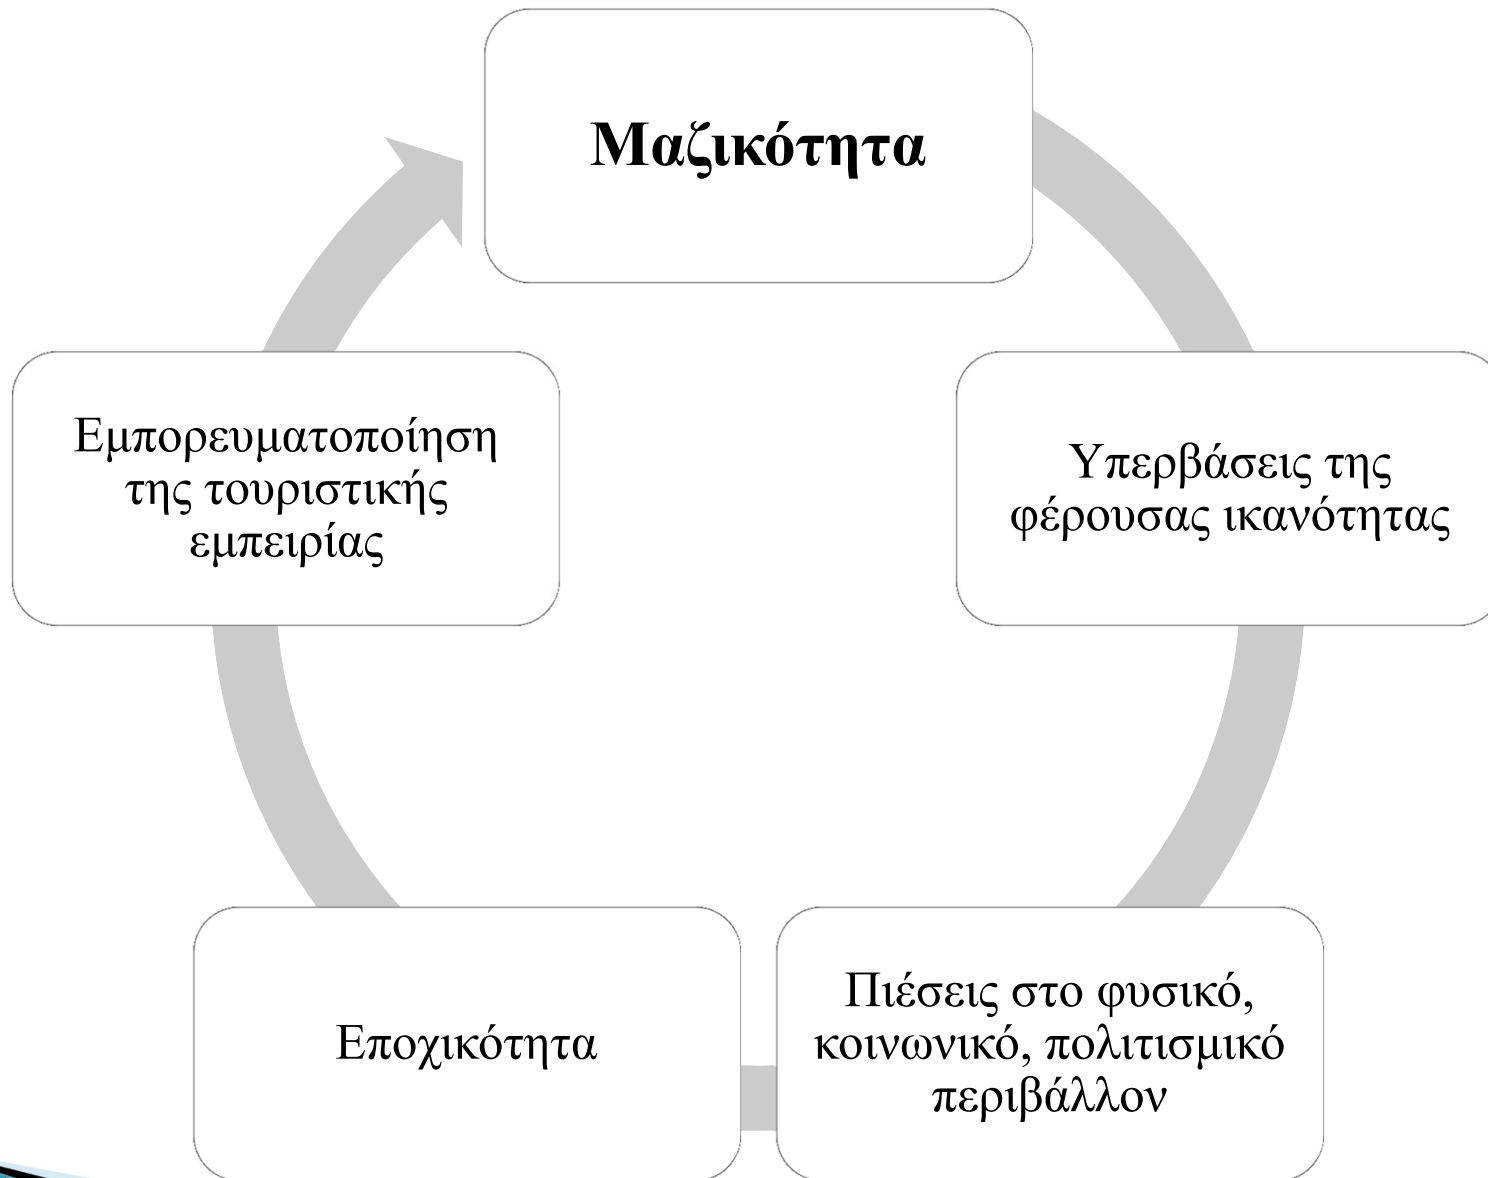 Μαζικότητα
Υπερβάσεις της
φέρουσας ικανότητας
Πιέσεις στο φυσικό,
κοινωνικό, πολιτισμικό
περιβάλλον
Εποχικότητα
Εμπορευματοποίηση
της τουριστικής
εμπειρίας